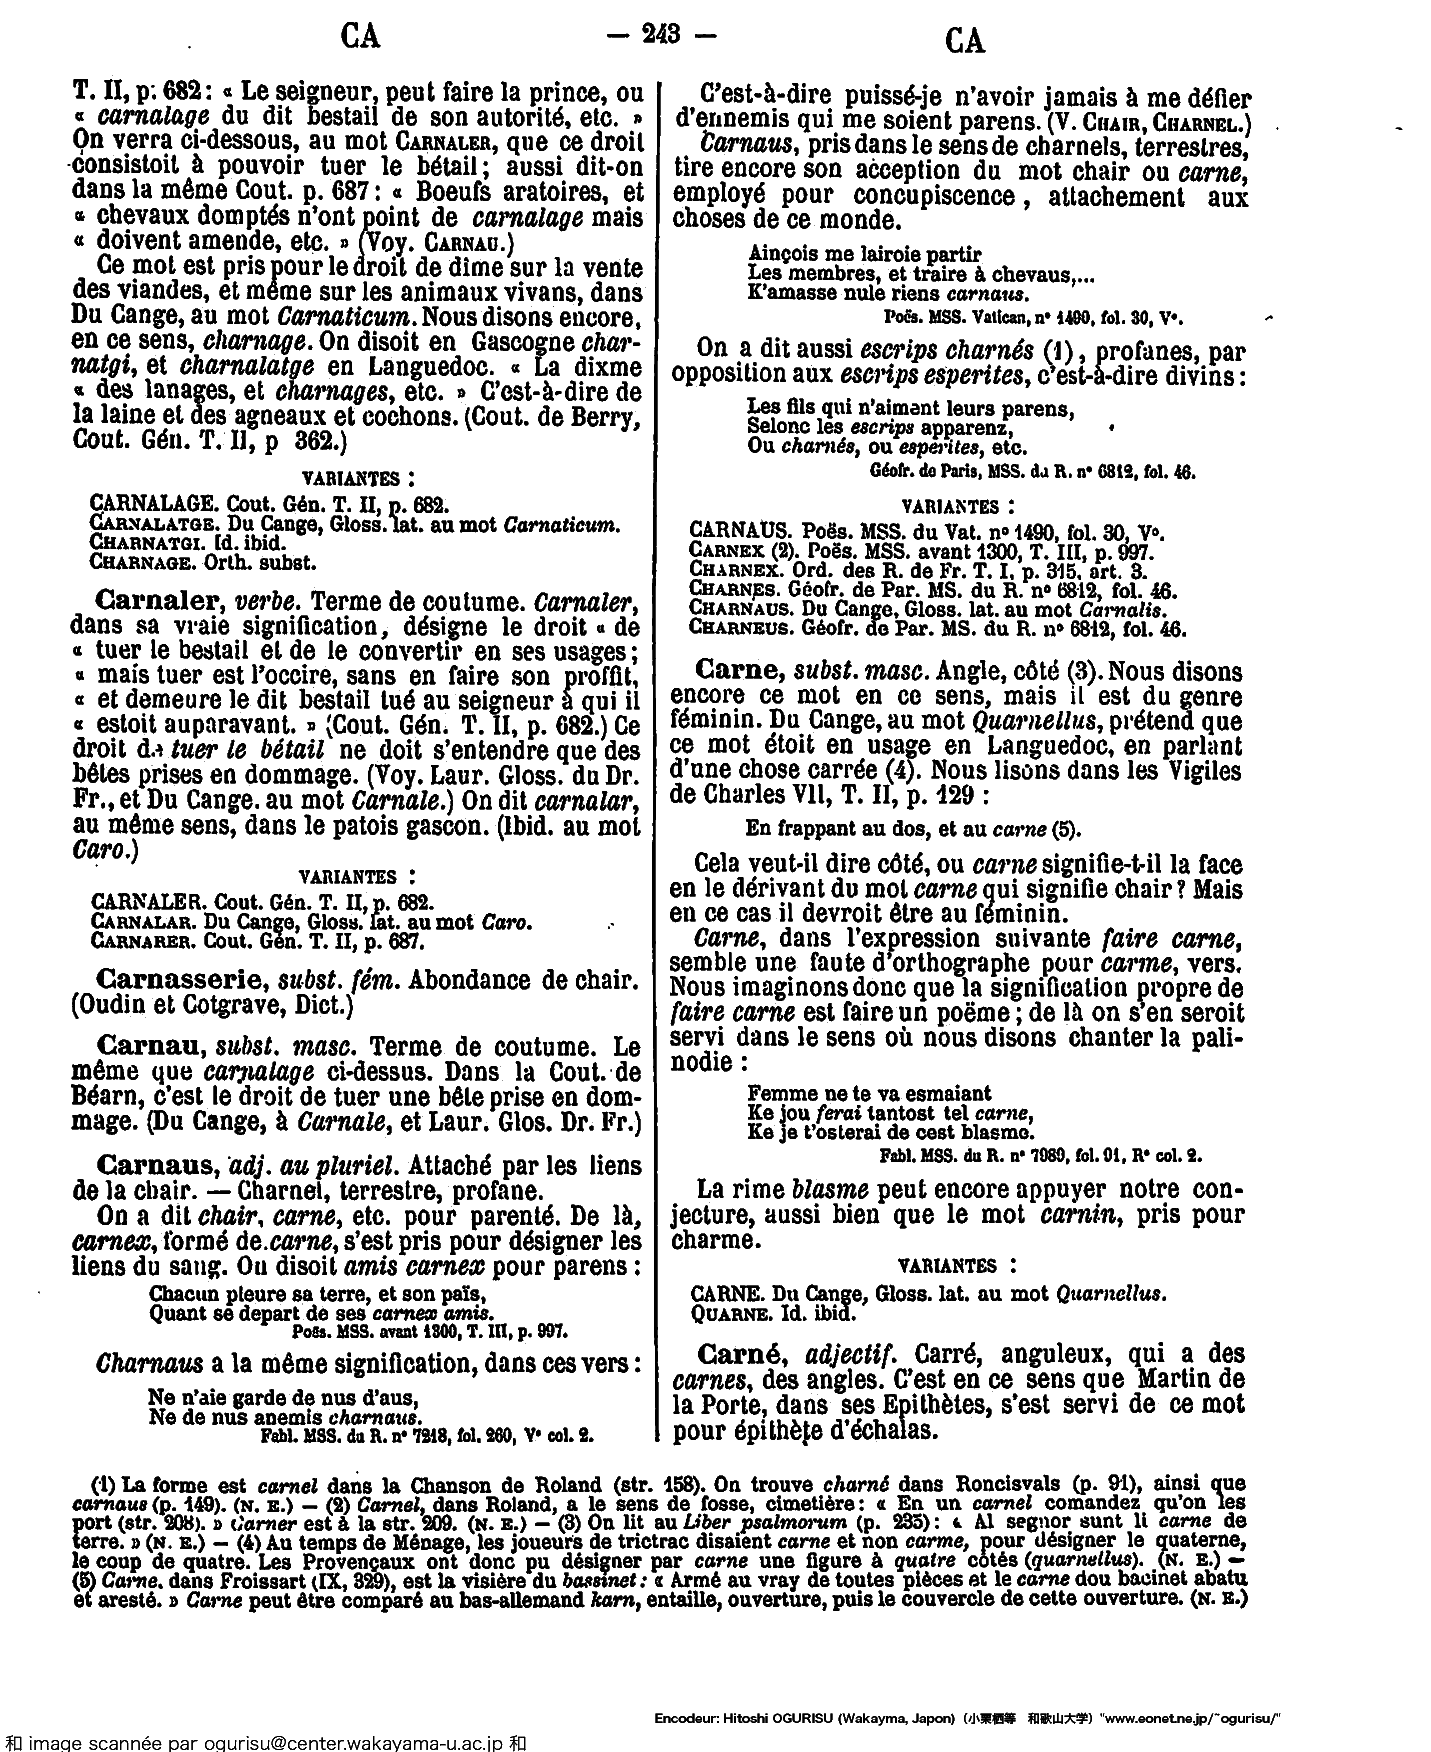 CA
— 243 —
CA
T. II, p. 682 : « Le seigneur, peut faire la prince, ou
« carnalage du dit bestail de son autorité, etc. »
On verra ci-dessous, au mot CARNALER, que ce droit
consistoit à pouvoir tuer le bétail ; aussi dit-on
dans la même Cout. p. 687 : « Boeufs aratoires, et
« chevaux domptés n'ont point de carnalage mais
« doivent amende, etc. » (Voy. CARNAU.)
Ce mot est pris pour le droit de dime sur la vente
des viandes, et même sur les animaux vivans, dans
Du Cange, au mot Carnaticum. Nous disons encore,
en ce sens, charnage. On disoit en Gascogne char-
natgi, et charnalatge en Languedoc. « La dixme
« des lanages, et charnages, etc. » C'est-à-dire de
la laine et des agneaux et cochons. (Cout. de Berry,
Cout. Gén. T. II, p 362.)
VARIANTES :
CARNALAGE. Cout. Gén. T. II, p. 682.
CARNALATGE. Du Cange, Gloss. lat. au mot Carnaticum.
CHARNATGI. Id. ibid.
CHARNAGE. Orth. subst.
Carnaler, verbe. Terme de coutume. Carnaler,
dans sa vraie signification, désigne le droit « de
« tuer le bestail et de le convertir en ses usages ;
« mais tuer est l'occire, sans en faire son proffit,
« et demeure le dit bestail tué au seigneur à qui il
« estoit auparavant. » (Cout. Gén. T. II, p. 682.) Ce
droit de tuer le bétail ne doit s'entendre que des
bêtes prises en dommage. (Voy. Laur. Gloss. du Dr.
Fr., et Du Cange. au mot Carnale.) On dit carnalar,
au même sens, dans le patois gascon. (Ibid. au mot
Caro.)
VARIANTES :
CARNALER. Cout. Gén. T. II, p. 682.
CARNALAR. Du Cange, Gloss. lat. au mot Caro.
CARNARER. Cout. Gén. T. II, p. 687.
Carnasserie, subst. fém. Abondance de chair.
(Oudin et Cotgrave, Dict.)
Carnau, subst. masc. Terme de coutume. Le
même que carnalage ci-dessus. Dans la Cout. de
Béarn, c'est le droit de tuer une bête prise en dom-
mage. (Du Cange, à Carnale, et Laur. Glos. Dr. Fr.)
Carnaus, adj. au pluriel. Attaché par les liens
de la chair. — Charnel, terrestre, profane.
On a dit chair, carne, etc. pour parenté. De là,
carnex, formé de carne, s'est pris pour désigner les
liens du sang. On disoit amis carnex pour parens :
Chacun pleure sa terre, et son païs,
Quant se depart de ses carnex amis.
Poës. MSS. avant 1300, T. III, p. 997.
Charnaus a la même signification, dans ces vers :
Ne n'aie garde de nus d'aus,
Ne de nus anemis charnaus.
Fabl. MSS. du R. n° 7218, fol. 260, V° col. 2.
C'est-à-dire puissé-je n'avoir jamais à me défier
d'ennemis qui me soient parens. (V. CHAIR, CHARNEL.)
Carnaus, pris dans le sens de charnels, terrestres,
tire encore son acception du mot chair ou carne,
employé pour concupiscence, attachement aux
choses de ce monde.
Ainçois me lairoie partir
Les membres, et traire à chevaus,...
K'amasse nule riens carnaus.
Poës. MSS. Vatican, n° 1490, fol. 30, V°.
On a dit aussi escrips charnés (1), profanes, par
opposition aux escrips esperites, c'est-à-dire divins :
Les fils qui n'aiment leurs parens,
Selonc les escrips apparenz,
Ou charnés, ou esperites, etc.
Géofr. de Paris, MSS. du R. n° 6812, fol. 46.
VARIANTES :
CARNAUS. Poës. MSS. du Vat. n° 1490, fol. 30, V°.
CARNEX (2). Poës. MSS. avant 1300, T. III, p. 997.
CHARNEX. Ord. des R. de Fr. T. I, p. 315, art. 3.
CHARNES. Géofr. de Par. MS. du R. n° 6812, fol. 46.
CHARNAUS. Du Cange, Gloss. lat. au mot Carnalis.
CHARNEUS. Géofr. de Par. MS. du R. n° 6812, fol. 46.
Carne, subst. masc. Angle, côté (3). Nous disons
encore ce mot en ce sens, mais il est du genre
féminin. Du Cange, au mot Quarnellus, prétend que
ce mot étoit en usage en Languedoc, en parlant
d'une chose carrée (4). Nous lisons dans les Vigiles
de Charles VII, T. II, p. 129 :
En frappant au dos, et au carne (5).
Cela veut-il dire côté, ou carne signifie-t-il la face
en le dérivant du mot carne qui signifie chair ? Mais
en ce cas il devroit être au féminin.
Carne, dans l'expression suivante faire carne,
semble une faute d'orthographe pour carme, vers.
Nous imaginons donc que la signification propre de
faire carne est faire un poëme ; de là on s'en seroit
servi dans le sens où nous disons chanter la pali-
nodie :
Femme ne te va esmaiant
Ke jou ferai tantost tel carne,
Ke je t'osterai de cest blasme.
Fabl. MSS. du R. n° 7989, fol. 91, R° col. 2.
La rime blasme peut encore appuyer notre con-
jecture, aussi bien que le mot carnin, pris pour
charme.
VARIANTES :
CARNE. Du Cange, Gloss. lat. au mot Quarnellus.
QUARNE. Id. ibid.
Carné, adjectif. Carré, anguleux, qui a des
carnes, des angles. C'est en ce sens que Martin de
la Porte, dans ses Epithètes, s'est servi de ce mot
pour épithète d'échalas.
(1) La forme est carnel dans la Chanson de Roland (str. 158). On trouve charné dans Roncisvals (p. 91), ainsi que
carnaus (p. 149). (N. E.) — (2) Carnel, dans Roland, a le sens de fosse, cimetière : « En un carnel comandez qu'on les
port (str. 208). » Carner est à la str. 209. (N. E.) — (3) On lit au Liber psalmorum (p. 235) : « Al segnor sunt li carne de
terre. » (N. E.) — (4) Au temps de Ménage, les joueurs de trictrac disaient carne et non carme, pour désigner le quaterne,
le coup de quatre. Les Provençaux ont donc pu désigner par carne une figure à quatre côtés (quarnellus). (N. E.) —
(5) Carne, dans Froissart (IX, 329), est la visière du bassinet : « Armé au vray de toutes pièces et le carne dou bacinet abatu
et aresté. » Carne peut être comparé au bas-allemand karn, entaille, ouverture, puis le couvercle de cette ouverture. (N. E.)
Encodeur: Hitoshi OGURISU (Wakayma, Japon) (小栗栖等 和歌山大学) "www.eonet.ne.jp/~ogurisu/"
和 image scannée par ogurisu@center.wakayama-u.ac.jp 和